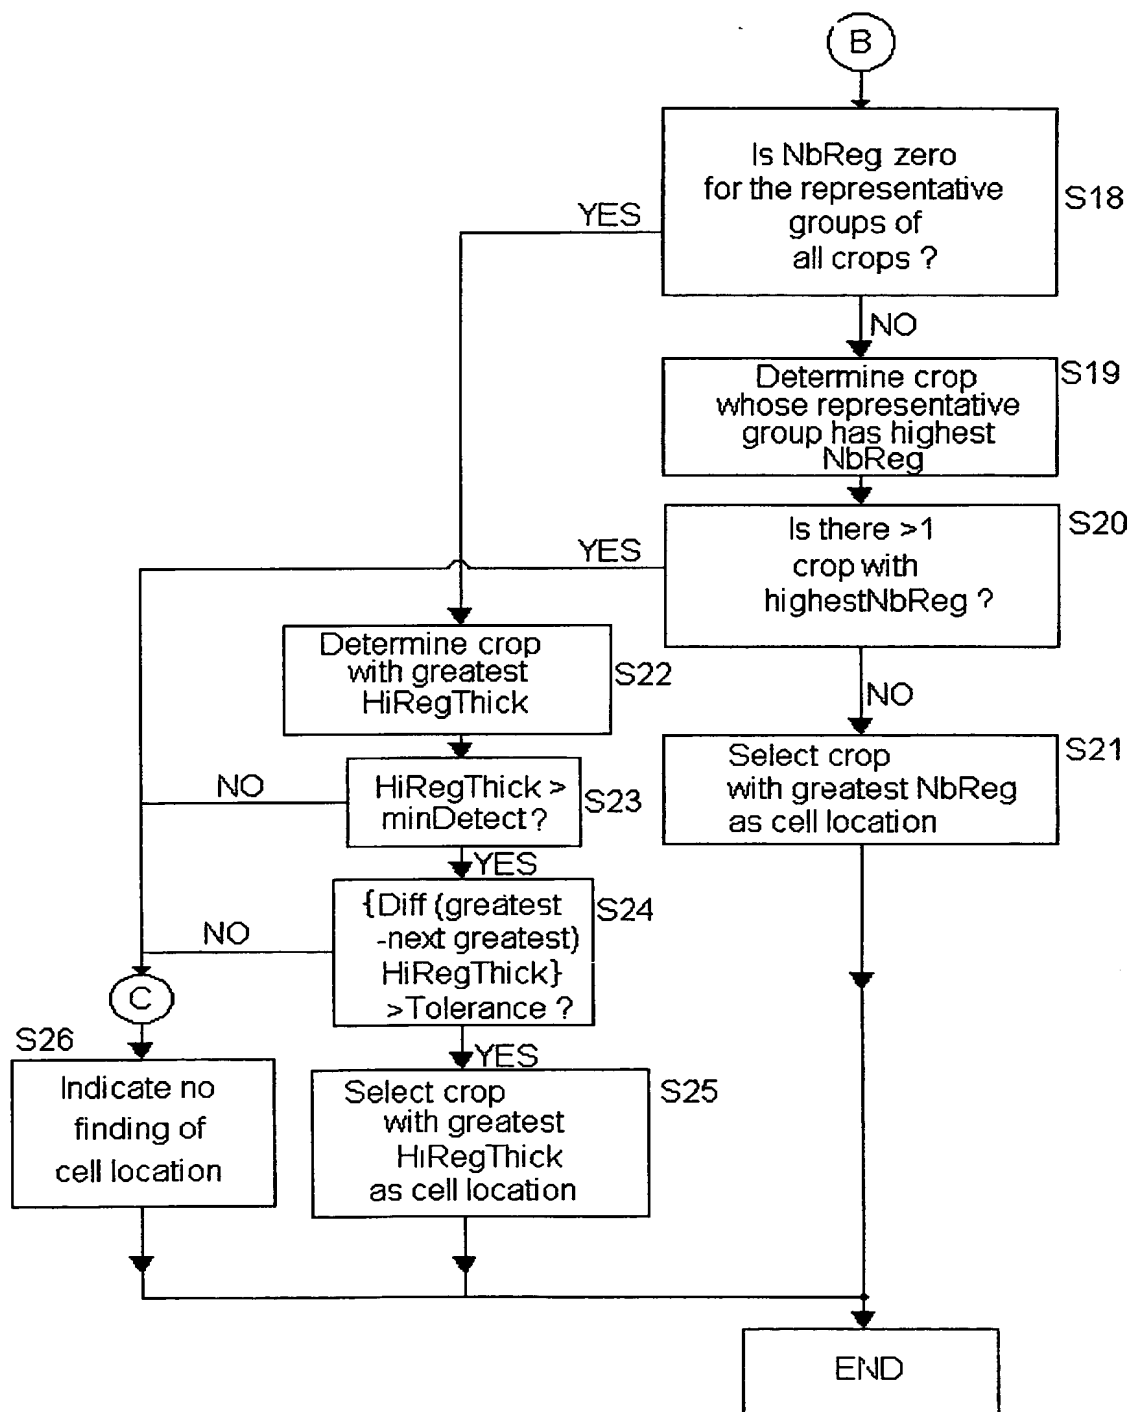 B
Is NbReg zero
for the representative
groups of
all crops ?
S18
YES
NO
Determine crop
whose representative
group has highest
NbReg
S19
Is there >1
crop with
highestNbReg ?
S20
YES
NO
Determine crop
with greatest
HiRegThick
S22
Select crop
with greatest NbReg
as cell location
S21
HiRegThick >
minDetect ?
S23
NO
YES
{Diff (greatest
-next greatest)
HiRegThick}
>Tolerance ?
S24
NO
YES
C
S26
Indicate no
finding of
cell location
Select crop
with greatest
HiRegThick
as cell location
S25
END